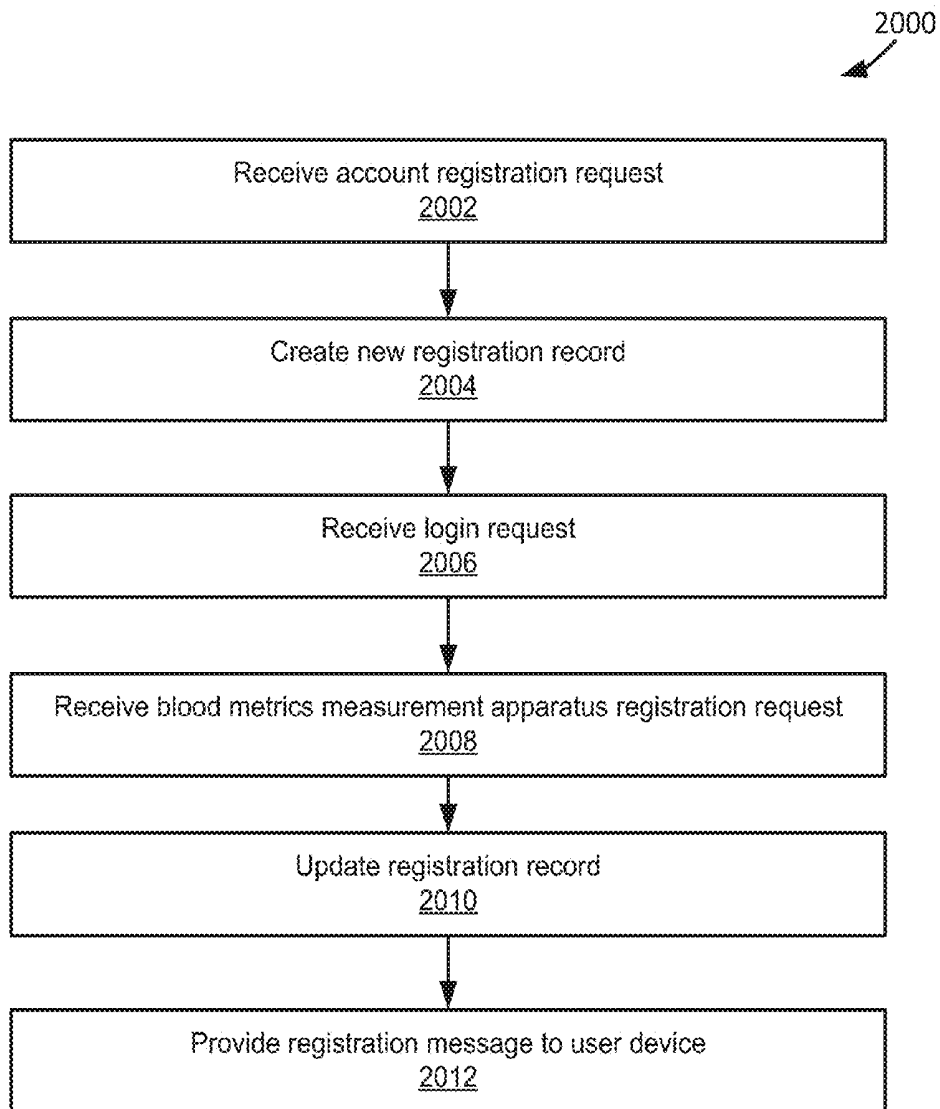 2000
Receive account registration request
2002
Create new registration record
2004
Receive login request
2006
Receive blood metrics measurement apparatus registration request
2008
Update registration record
2010
Provide registration message to user device
2012